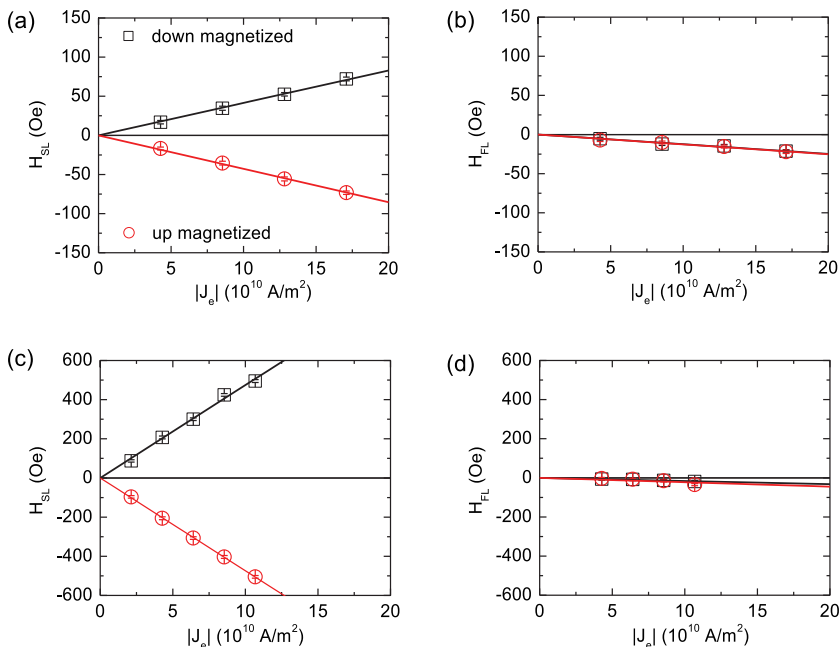 (a)
150
100
50
0
-50
-100
-150
H_SL (Oe)
□ down magnetized
○ up magnetized
0 5 10 15 20
|J_e| (10^10 A/m^2)
(b)
150
100
50
0
-50
-100
-150
H_FL (Oe)
0 5 10 15 20
|J_e| (10^10 A/m^2)
(c)
600
400
200
0
-200
-400
-600
H_SL (Oe)
0 5 10 15 20
|J_e| (10^10 A/m^2)
(d)
600
400
200
0
-200
-400
-600
H_FL (Oe)
0 5 10 15 20
|J_e| (10^10 A/m^2)